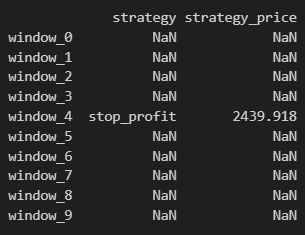 strategy strategy_price
window_0 NaN NaN
window_1 NaN NaN
window_2 NaN NaN
window_3 NaN NaN
window_4 stop_profit 2439.918
window_5 NaN NaN
window_6 NaN NaN
window_7 NaN NaN
window_8 NaN NaN
window_9 NaN NaN